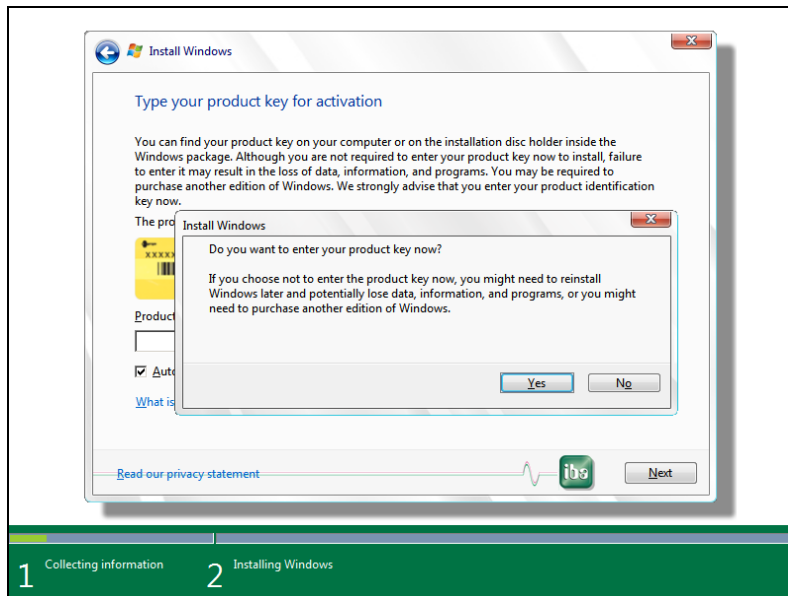 Install Windows
Type your product key for activation
You can find your product key on your computer or on the installation disc holder inside the
Windows package. Although you are not required to enter your product key now to install, failure
to enter it may result in the loss of data, information, and programs. You may be required to
purchase another edition of Windows. We strongly advise that you enter your product identification
key now.
The pro
Install Windows
Do you want to enter your product key now?
If you choose not to enter the product key now, you might need to reinstall
Windows later and potentially lose data, information, and programs, or you might
need to purchase another edition of Windows.
XXXXX
Product
Auto
Yes
No
What is
Read our privacy statement
iba
Next
1 Collecting information
2 Installing Windows